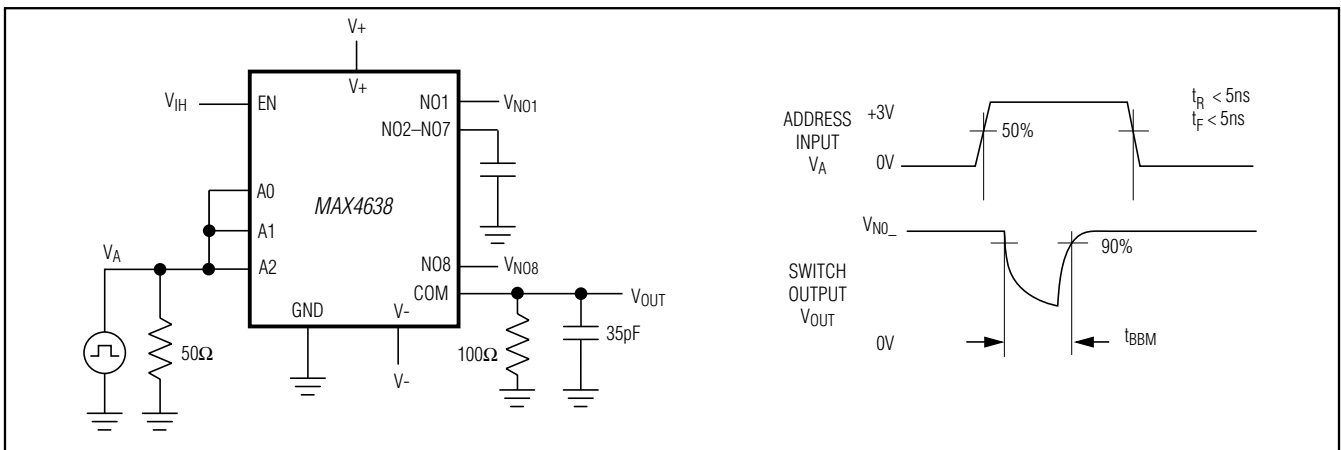 V+
V+
VIH
EN
NO1
VNO1
NO2–NO7
A0
MAX4638
A1
VA
A2
NO8
VNO8
COM
VOUT
GND
V-
50Ω
100Ω
35pF
V-
ADDRESS
INPUT
VA
+3V
0V
50%
tR < 5ns
tF < 5ns
VN0_
90%
SWITCH
OUTPUT
VOUT
0V
tBBM